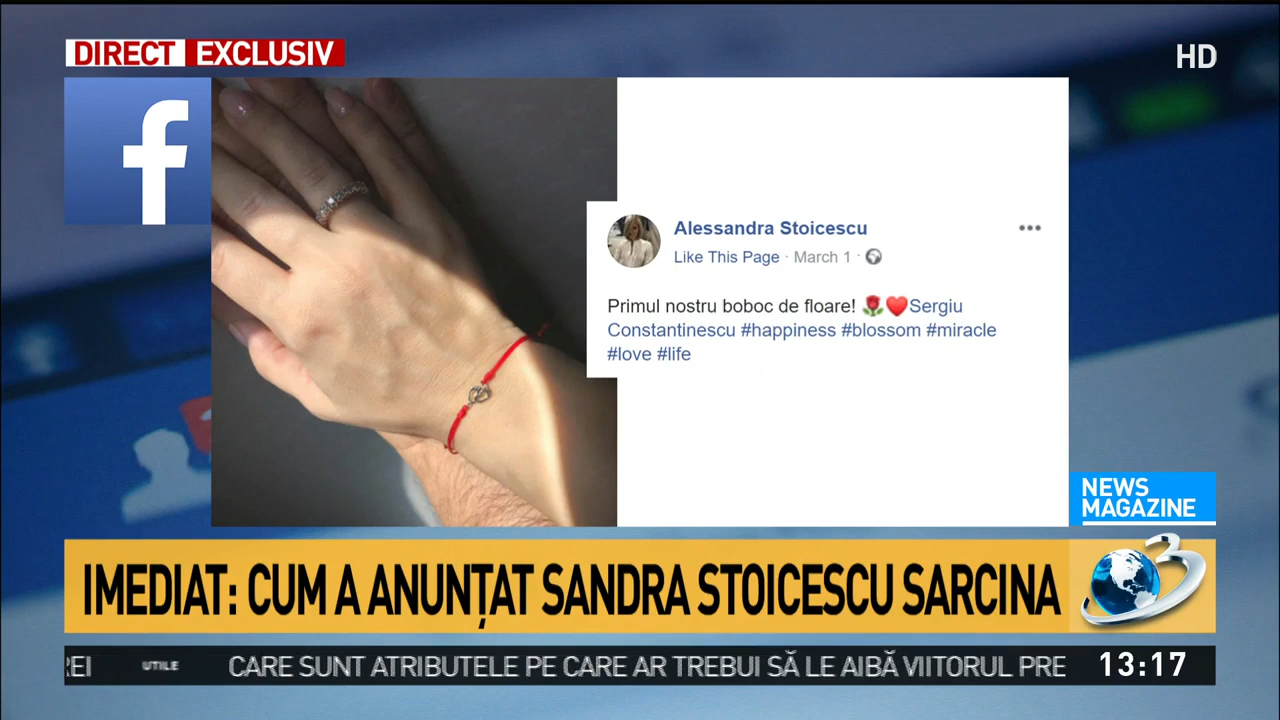 DIRECT EXCLUSIV
HD
f
Alessandra Stoicescu
Like This Page · March 1 ·
Primul nostru boboc de floare! 🌹❤️Sergiu
Constantinescu #happiness #blossom #miracle
#love #life
NEWS
MAGAZINE
IMEDIAT: CUM A ANUNȚAT SANDRA STOICESCU SARCINA
3
UTILE CARE SUNT ATRIBUTELE PE CARE AR TREBUI SĂ LE AIBĂ VIITORUL PRE 13:17